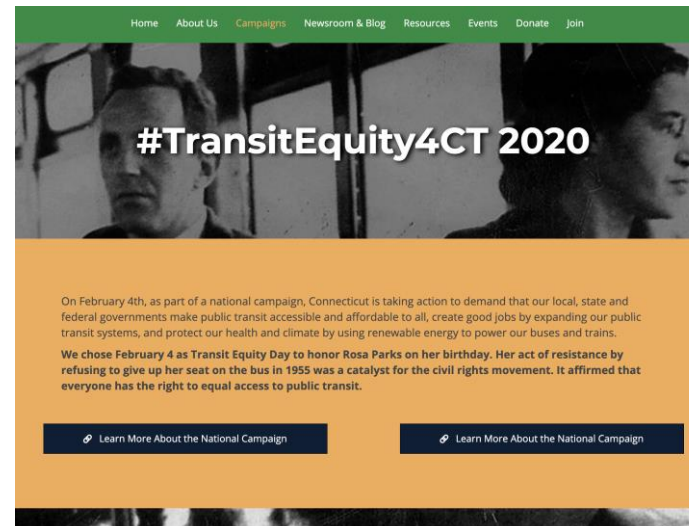 Home About Us Campaigns Newsroom & Blog Resources Events Donate Join
#TransitEquity4CT 2020
On February 4th, as part of a national campaign, Connecticut is taking action to demand that our local, state and
federal governments make public transit accessible and affordable to all, create good jobs by expanding our public
transit systems, and protect our health and climate by using renewable energy to power our buses and trains.
We chose February 4 as Transit Equity Day to honor Rosa Parks on her birthday. Her act of resistance by
refusing to give up her seat on the bus in 1955 was a catalyst for the civil rights movement. It affirmed that
everyone has the right to equal access to public transit.
Learn More About the National Campaign Learn More About the National Campaign